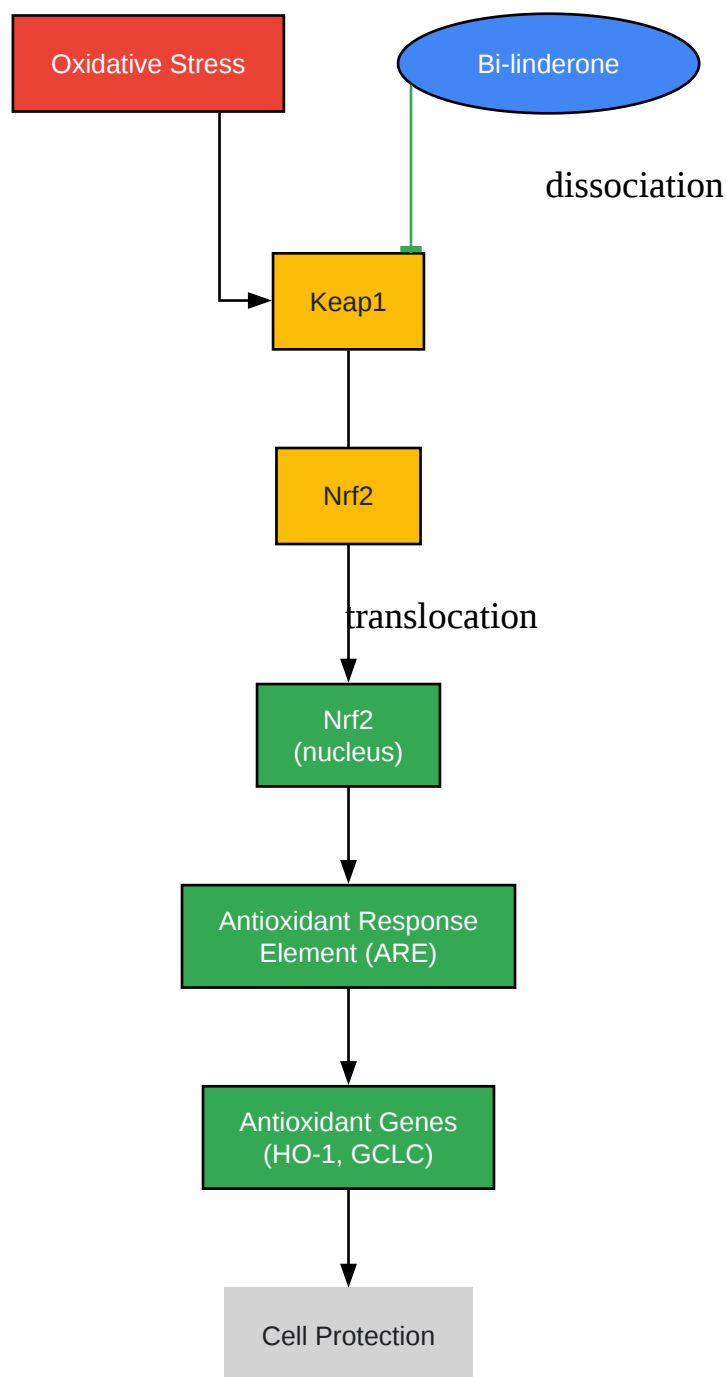 Oxidative Stress
Bi-linderone
dissociation
Keap1
Nrf2
translocation
Nrf2
(nucleus)
Antioxidant Response
Element (ARE)
Antioxidant Genes
(HO-1, GCLC)
Cell Protection